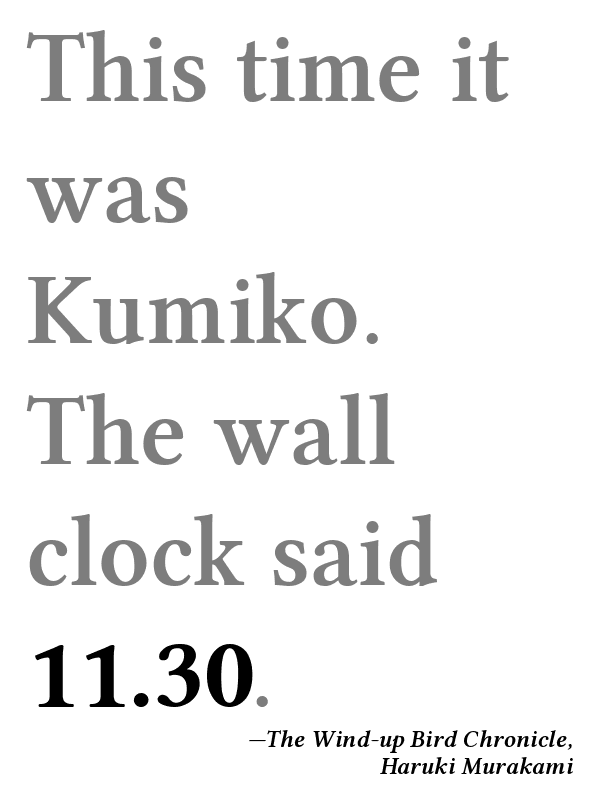 This time it
was
Kumiko.
The wall
clock said
11.30.
—The Wind-up Bird Chronicle,
Haruki Murakami